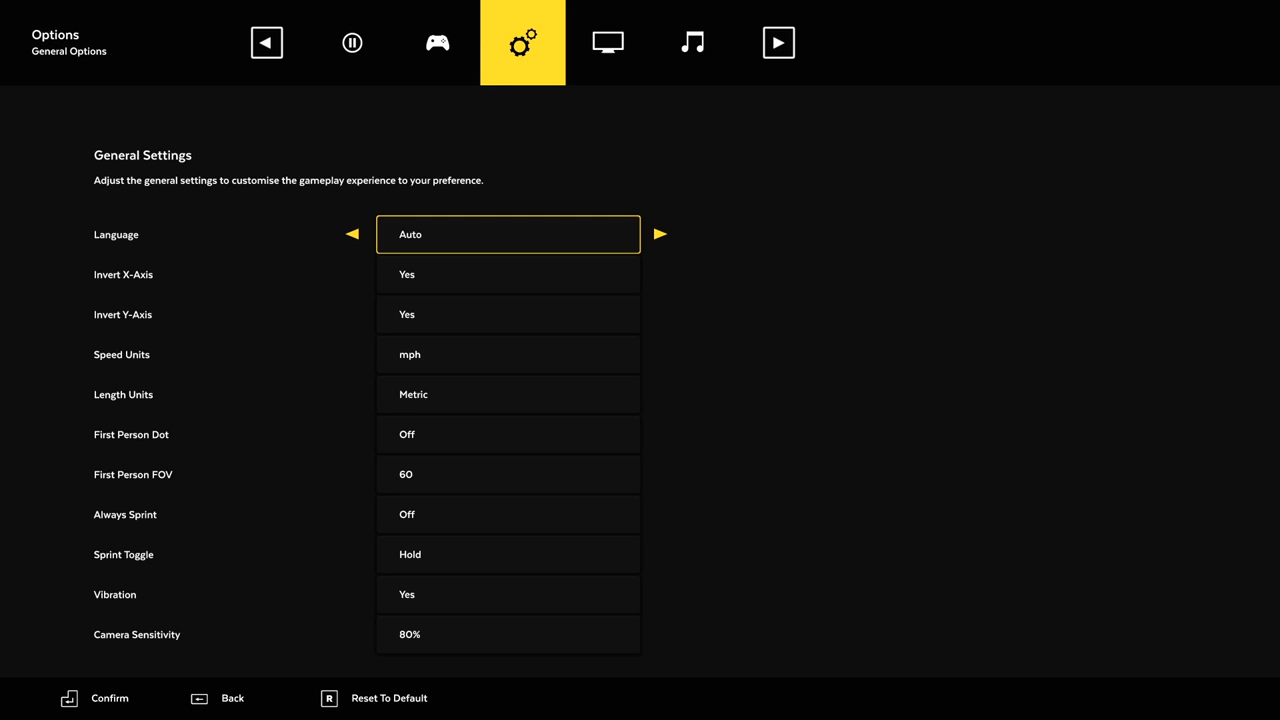 Options
General Options
General Settings
Adjust the general settings to customise the gameplay experience to your preference.
Language Auto
Invert X-Axis Yes
Invert Y-Axis Yes
Speed Units mph
Length Units Metric
First Person Dot Off
First Person FOV 60
Always Sprint Off
Sprint Toggle Hold
Vibration Yes
Camera Sensitivity 80%
Confirm Back R Reset To Default